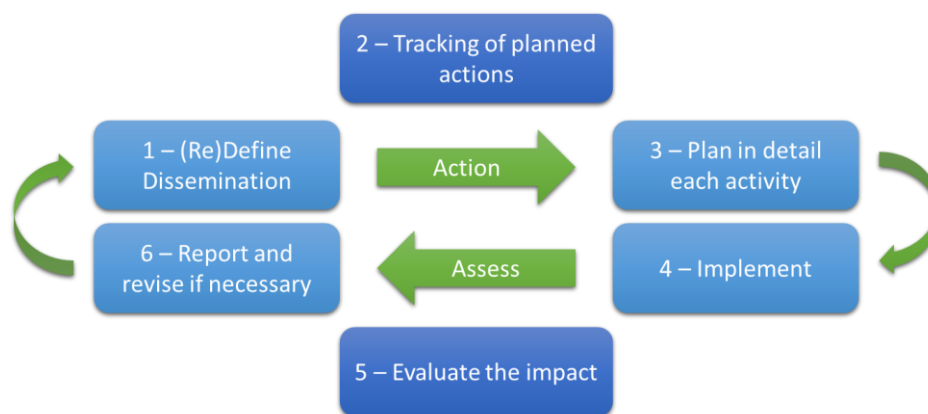 2 – Tracking of planned
actions
1 – (Re)Define
Dissemination
Action
3 – Plan in detail
each activity
6 – Report and
revise if necessary
Assess
4 – Implement
5 – Evaluate the impact